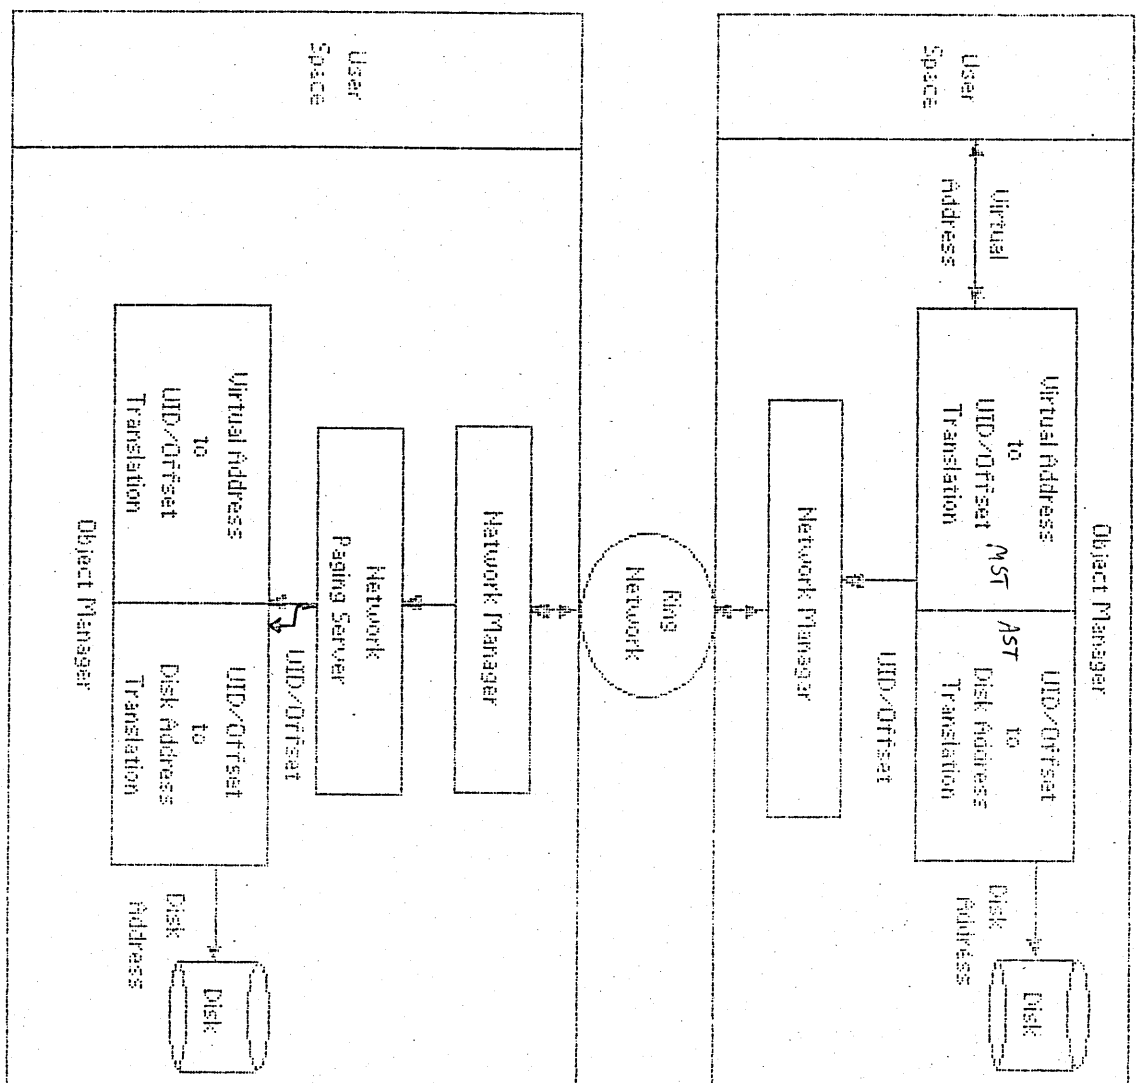 Object Manager
User
Space
Virtual
Address
Virtual Address
to
UID/Offset
Translation
MST
AST
UID/Offset
to
Disk Address
Translation
Disk
Address
Disk
UID/Offset
Network Manager
Ring
Network
Network Manager
User
Space
Network
Paging Server
UID/Offset
Virtual Address
to
UID/Offset
Translation
UID/Offset
to
Disk Address
Translation
Disk
Address
Disk
Object Manager